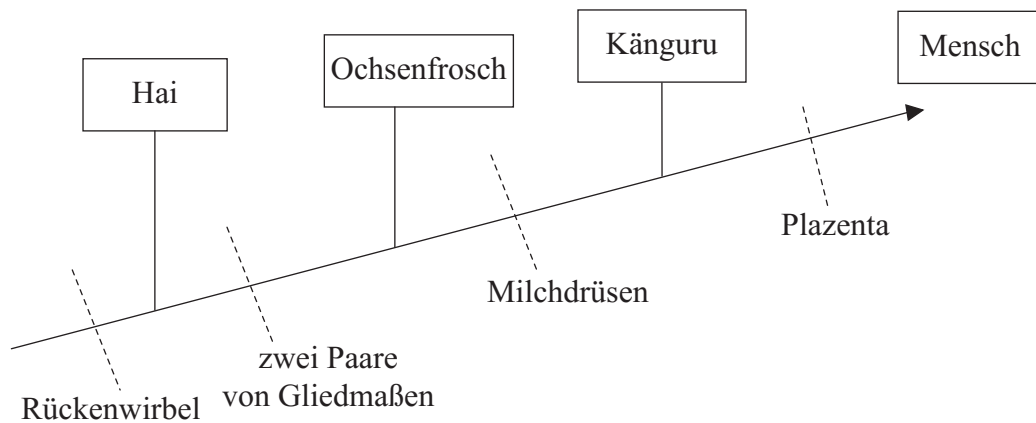 Hai
Ochsenfrosch
Känguru
Mensch
Rückenwirbel
zwei Paare
von Gliedmaßen
Milchdrüsen
Plazenta